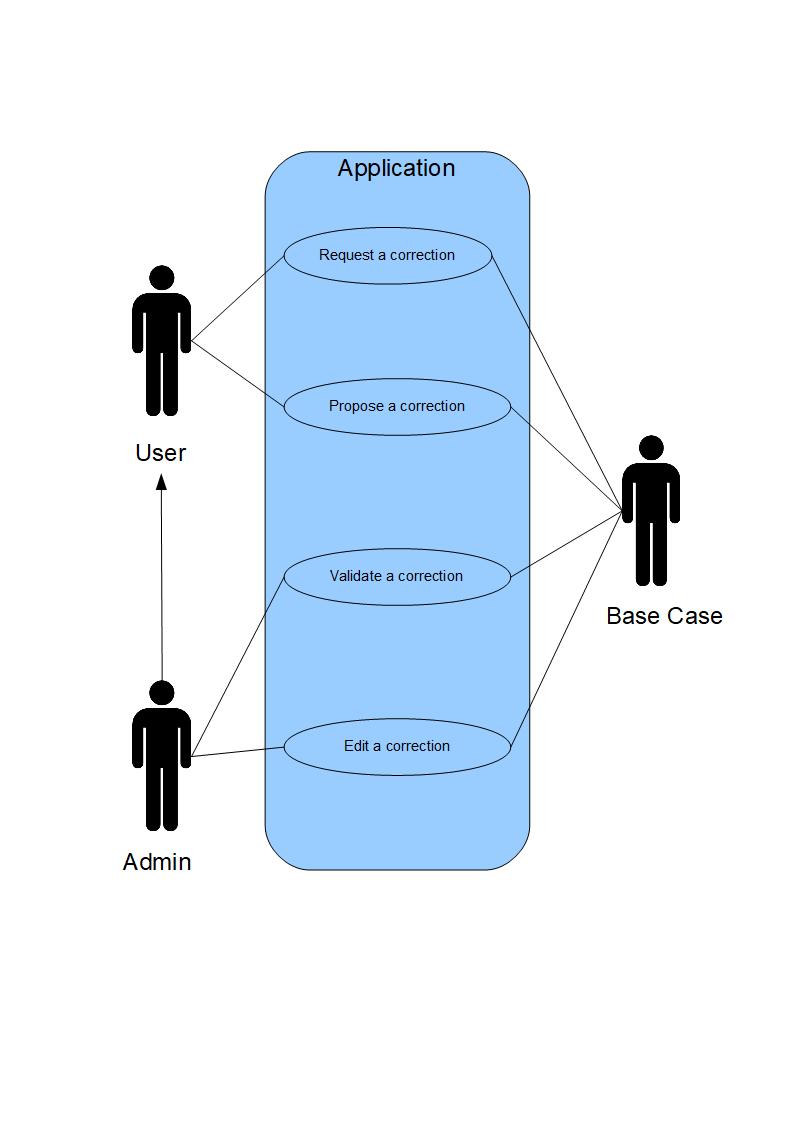 Application
Request a correction
Propose a correction
User
Validate a correction
Base Case
Edit a correction
Admin